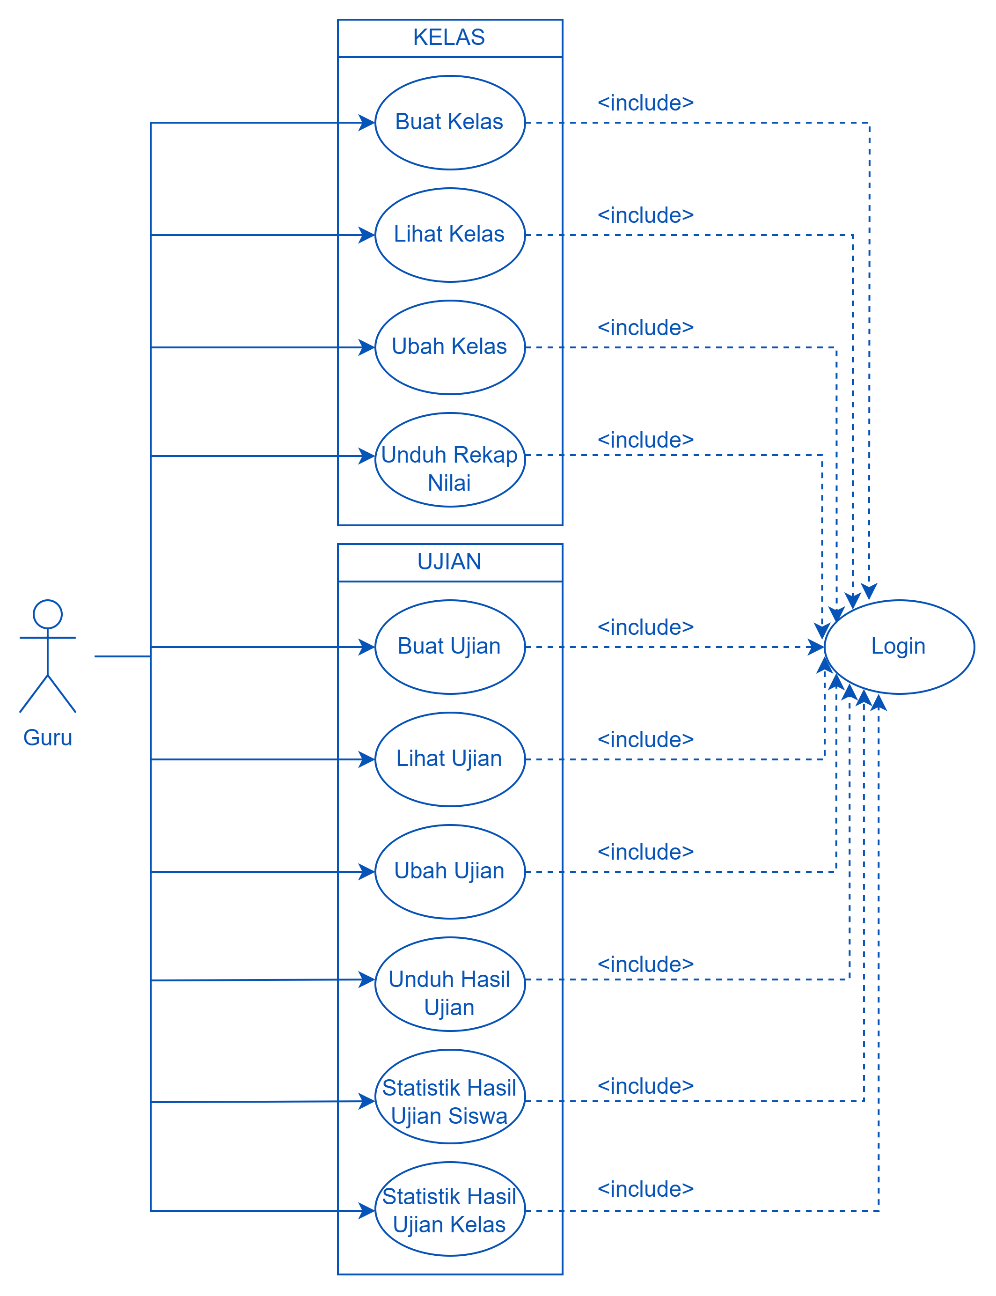 KELAS
Buat Kelas
<include>
Lihat Kelas
<include>
Ubah Kelas
<include>
Unduh Rekap
Nilai
<include>
UJIAN
Buat Ujian
<include>
Login
Guru
Lihat Ujian
<include>
Ubah Ujian
<include>
Unduh Hasil
Ujian
<include>
Statistik Hasil
Ujian Siswa
<include>
Statistik Hasil
Ujian Kelas
<include>